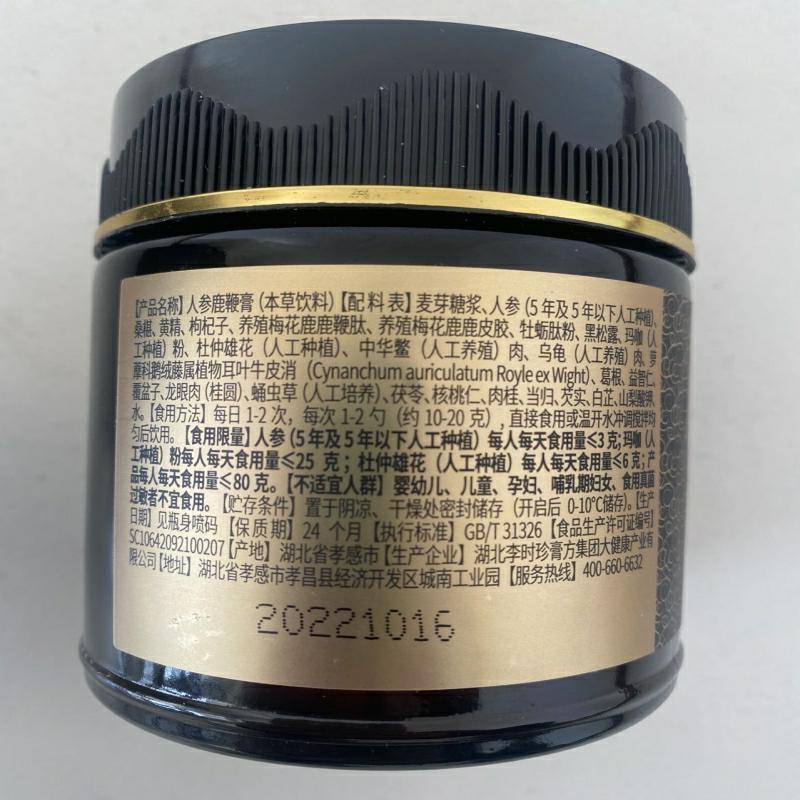 【产品名称】人参鹿鞭膏（本草饮料）【配料表】麦芽糖浆、人参（5年及5年以下人工种植）、
桑椹、黄精、枸杞子、养殖梅花鹿鹿鞭肽、养殖梅花鹿鹿皮胶、牡蛎肽粉、黑松露、玛咖（人
工种植）粉、杜仲雄花（人工种植）、中华鳖（人工养殖）肉、乌龟（人工养殖）肉、萝
藦科鹅绒藤属植物耳叶牛皮消（Cynanchum auriculatum Royle ex Wight）、葛根、益智仁、
覆盆子、龙眼肉（桂圆）、蛹虫草（人工培养）、茯苓、核桃仁、肉桂、当归、芡实、白芷、山梨酸钾、
水。【食用方法】每日1-2次，每次1-2勺（约10-20克），直接食用或温开水冲调搅拌均
匀后饮用。【食用限量】人参（5年及5年以下人工种植）每人每天食用量≤3克；玛咖（人
工种植）粉每人每天食用量≤25 克；杜仲雄花（人工种植）每人每天食用量≤6克；产
品每人每天食用量≤80克。【不适宜人群】婴幼儿、儿童、孕妇、哺乳期妇女、食用真菌
过敏者不宜食用。【贮存条件】置于阴凉、干燥处密封储存（开启后 0-10°C储存）。【生产
日期】见瓶身喷码【保质期】24 个月【执行标准】GB/T 31326【食品生产许可证编号】
SC10642092100207【产地】湖北省孝感市【生产企业】湖北李时珍膏方集团大健康产业有
限公司【地址】湖北省孝感市孝昌县经济开发区城南工业园【服务热线】400-660-6632
20221016